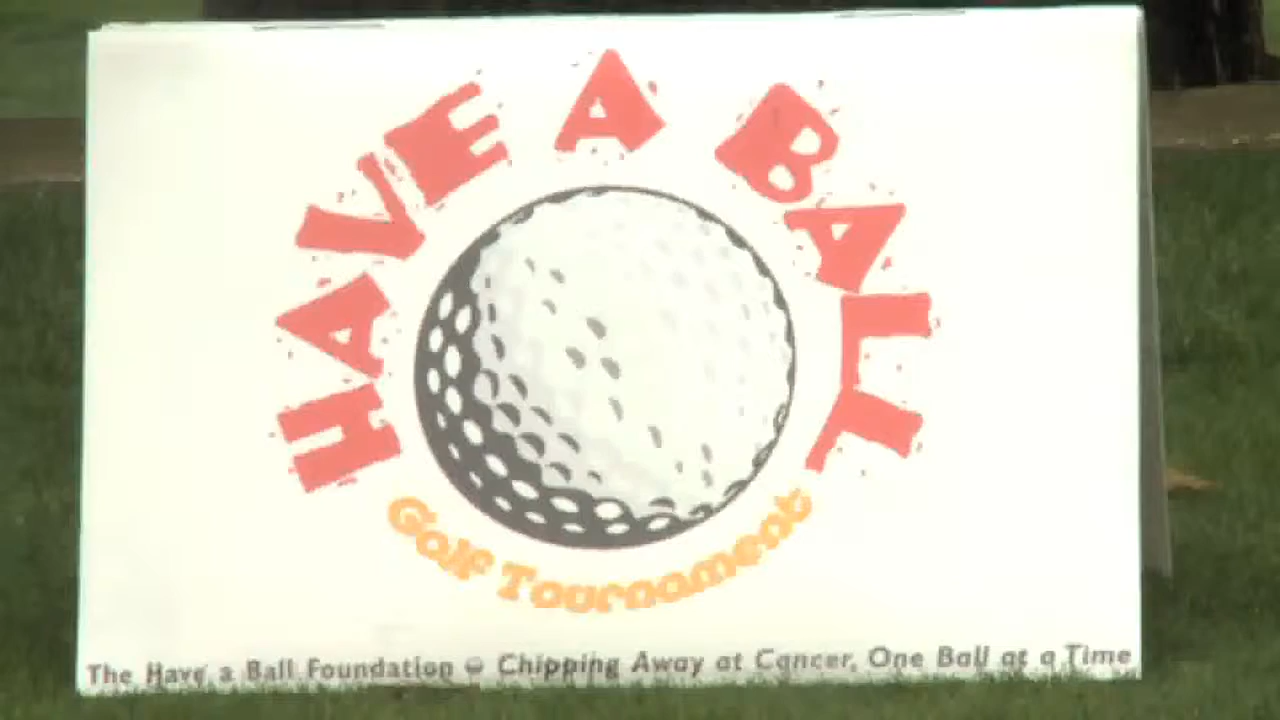 HAVE A BALL
Golf Tournament
The Have a Ball Foundation Chipping Away at Cancer, One Ball at a Time